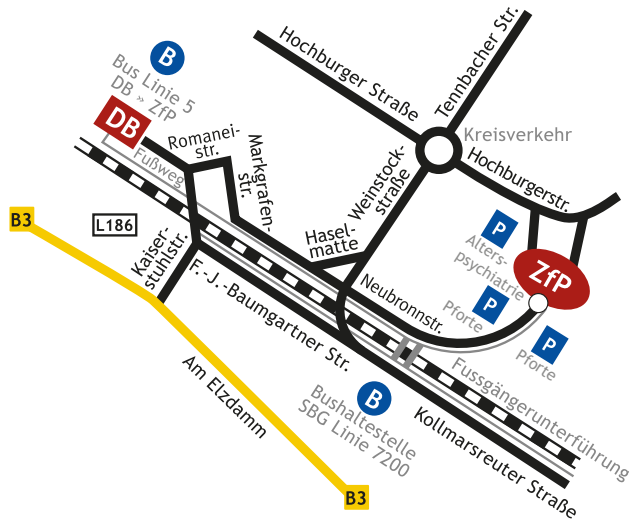 Hochburger Straße
Tennbacher Str.
B
Bus Linie 5
DB » ZfP
DB
Romanei-
str.
Markgrafen-
str.
Fußweg
Kreisverkehr
Hochburgerstr.
Weinstock-
straße
Hasel-
matte
B3
L186
Kaiser-
stuhlstr.
P
Alters-
psychiatrie
ZfP
Pforte
P
P
Pforte
Neubronnstr.
F.-J.-Baumgartner Str.
Am Elzdamm
B
Bushaltestelle
SBG Linie 7200
Fussgängerunterführung
Kollmarsreuter Straße
B3